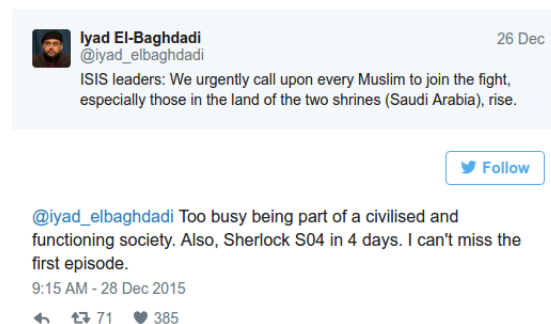 Iyad El-Baghdadi
26 Dec
@iyad_elbaghdadi
ISIS leaders: We urgently call upon every Muslim to join the fight,
especially those in the land of the two shrines (Saudi Arabia), rise.
Follow
@iyad_elbaghdadi Too busy being part of a civilised and
functioning society. Also, Sherlock S04 in 4 days. I can't miss the
first episode.
9:15 AM - 28 Dec 2015
71 385